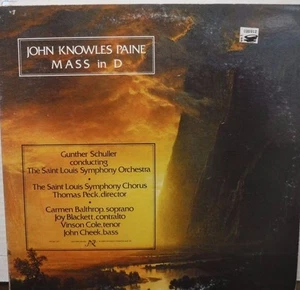 JOHN KNOWLES PAINE
MASS in D
Gunther Schuller
conducting
The Saint Louis Symphony Orchestra
•
The Saint Louis Symphony Chorus
Thomas Peck, director
•
Carmen Balthrop, soprano
Joy Blackett, contralto
Vinson Cole, tenor
John Cheek, bass